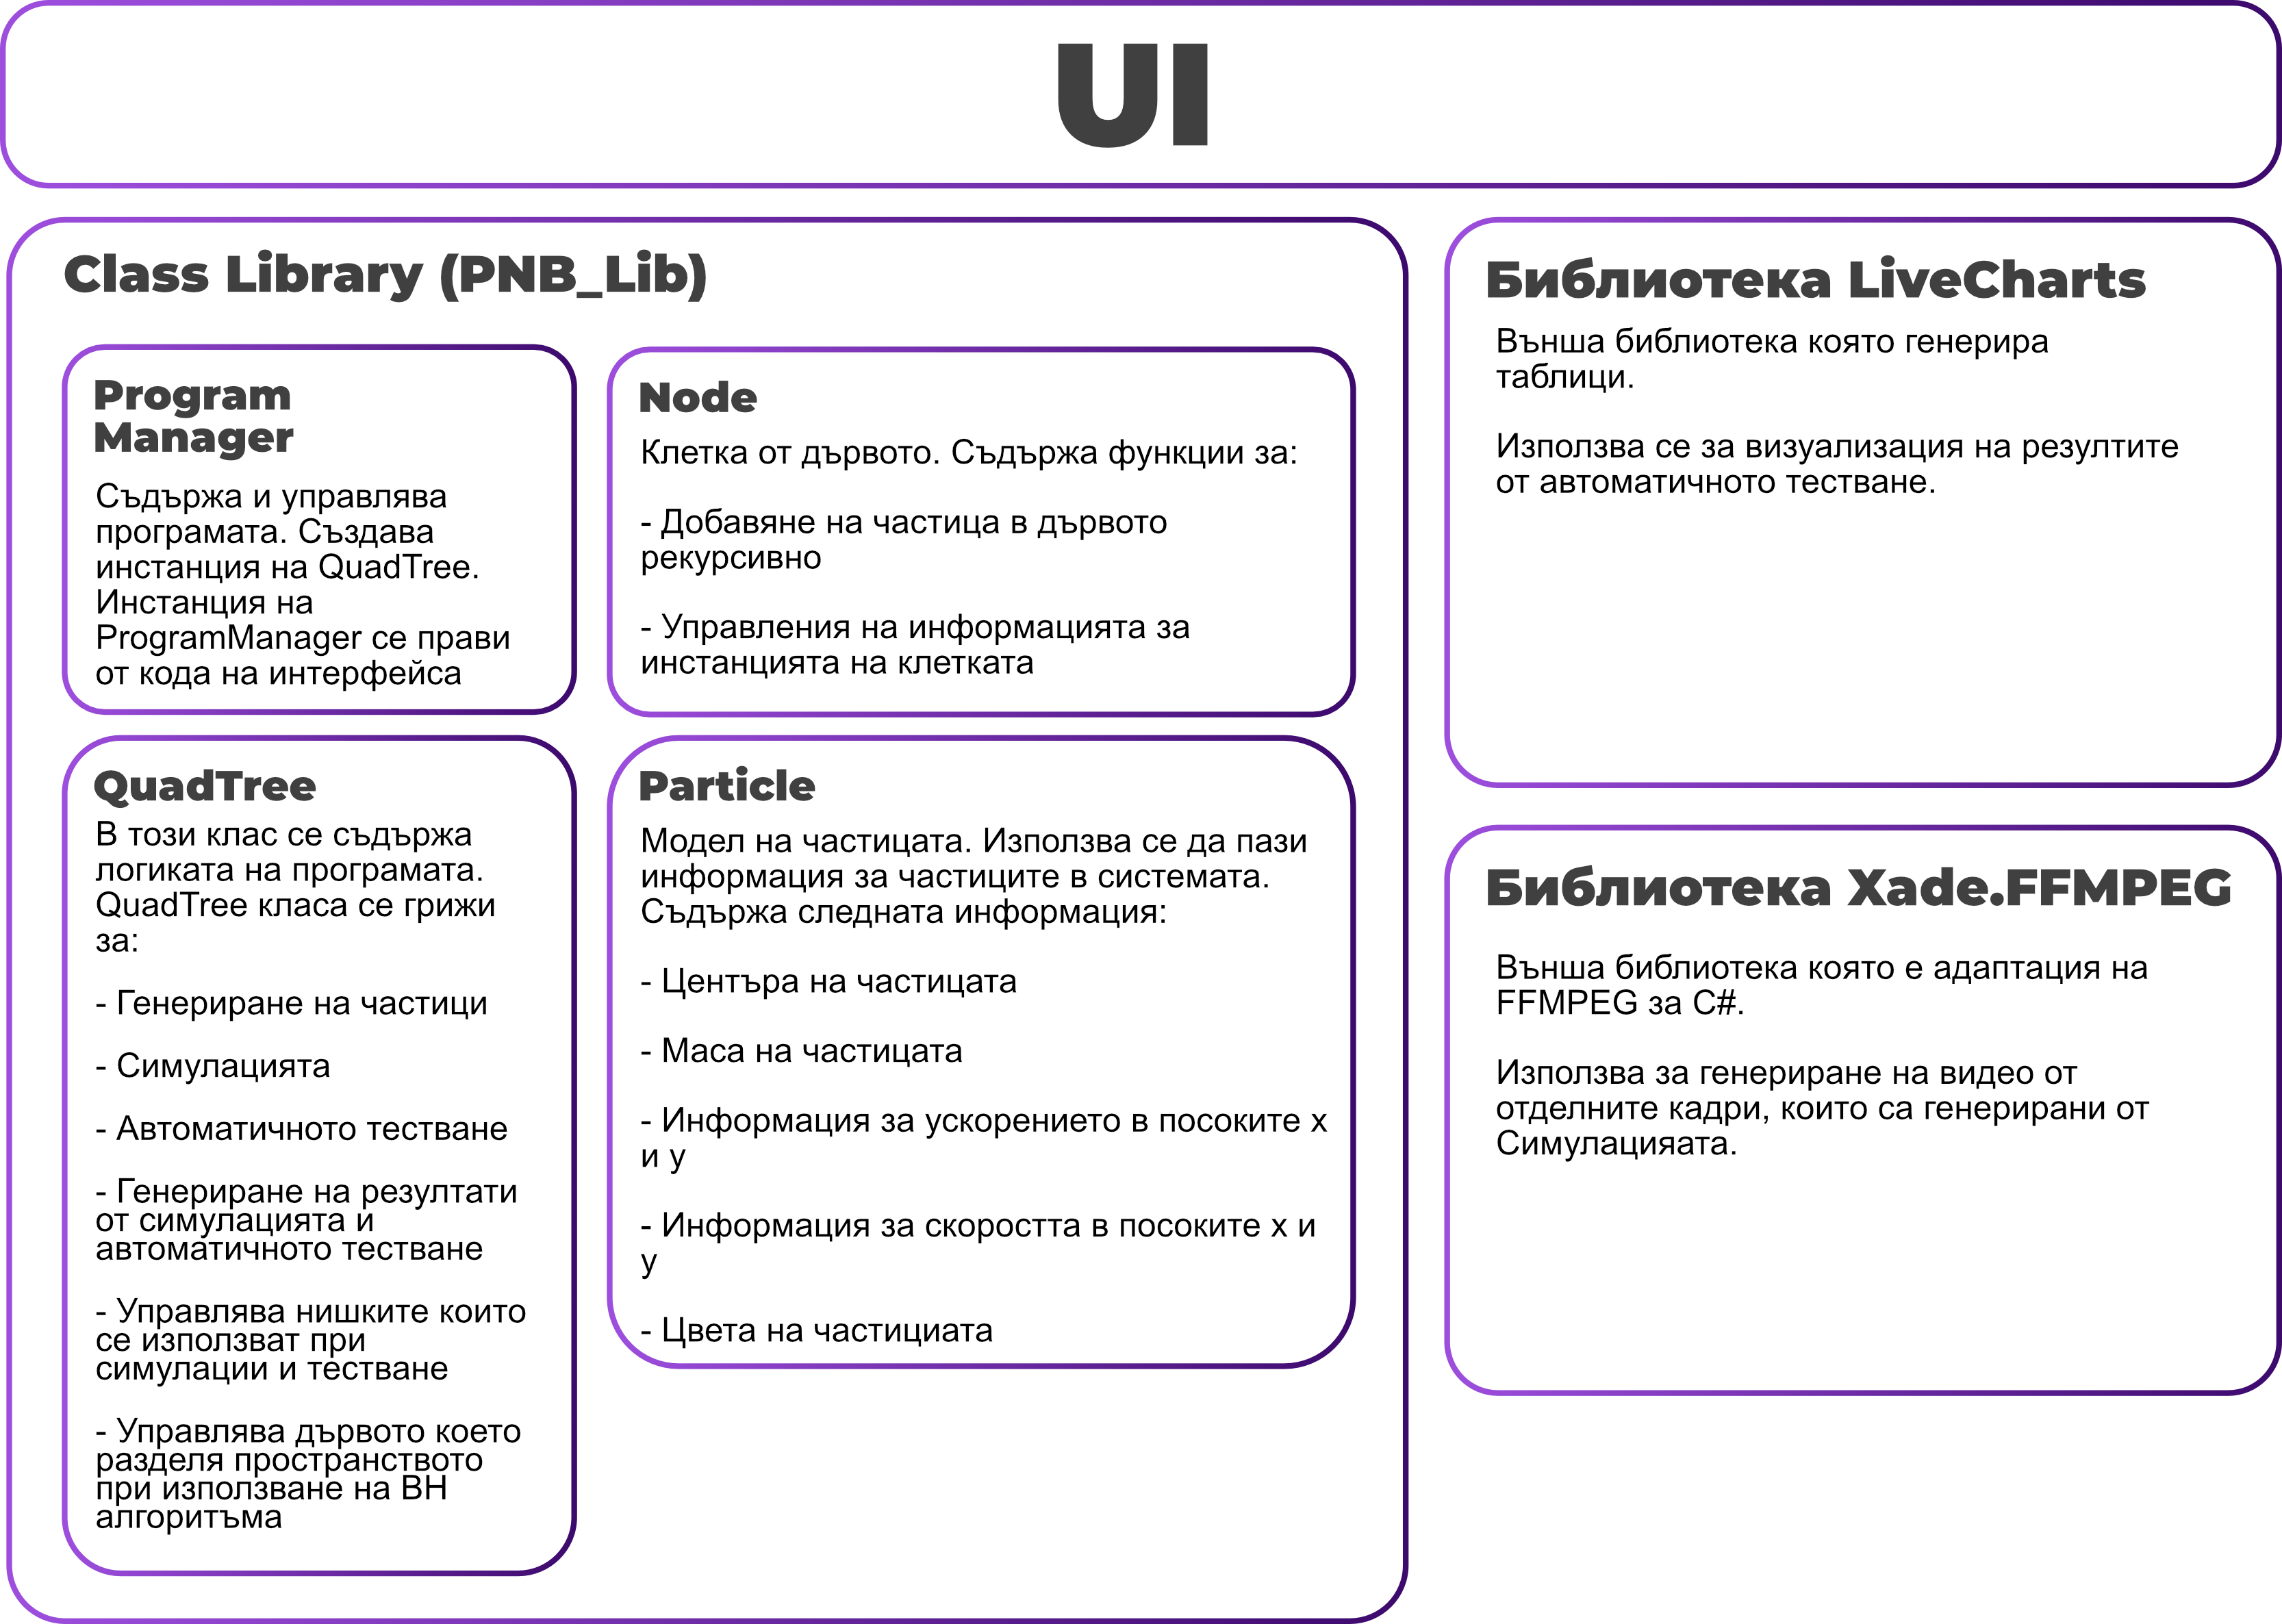 UI
Class Library (PNB_Lib)
Program
Manager
Съдържа и управлява
програмата. Създава
инстанция на QuadTree.
Инстанция на
ProgramManager се прави
от кода на интерфейса
Node
Клетка от дървото. Съдържа функции за:
- Добавяне на частица в дървото
рекурсивно
- Управления на информацията за
инстанцията на клетката
QuadTree
В този клас се съдържа
логиката на програмата.
QuadTree класа се грижи
за:
- Генериране на частици
- Симулацията
- Автоматичното тестване
- Генериране на резултати
от симулацията и
автоматичното тестване
- Управлява нишките които
се използват при
симулации и тестване
- Управлява дървото което
разделя пространството
при използване на BH
алгоритъма
Particle
Модел на частицата. Използва се да пази
информация за частиците в системата.
Съдържа следната информация:
- Центъра на частицата
- Маса на частицата
- Информация за ускорението в посоките x
и y
- Информация за скоростта в посоките x и
y
- Цвета на частициата
Библиотека LiveCharts
Външа библиотека която генерира
таблици.
Използва се за визуализация на резултите
от автоматичното тестване.
Библиотека Xade.FFMPEG
Външа библиотека която е адаптация на
FFMPEG за C#.
Използва за генериране на видео от
отделните кадри, които са генерирани от
Симулацияата.